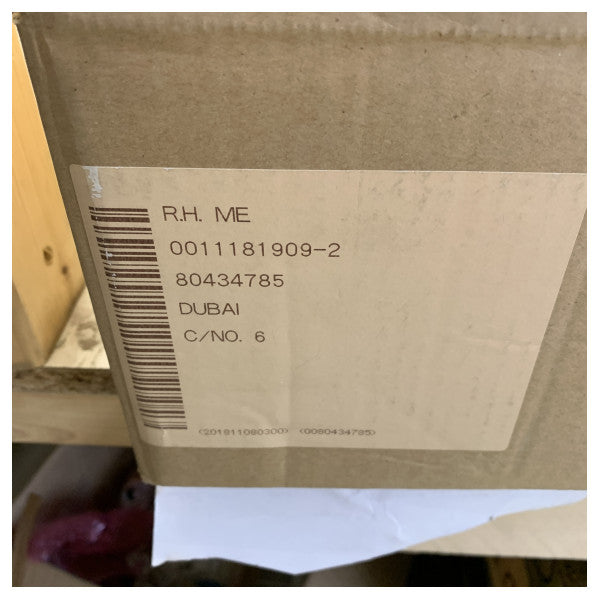 R.H. ME
0011181909-2
80434785
DUBAI
C/NO. 6
<201811080300> <0080434785>